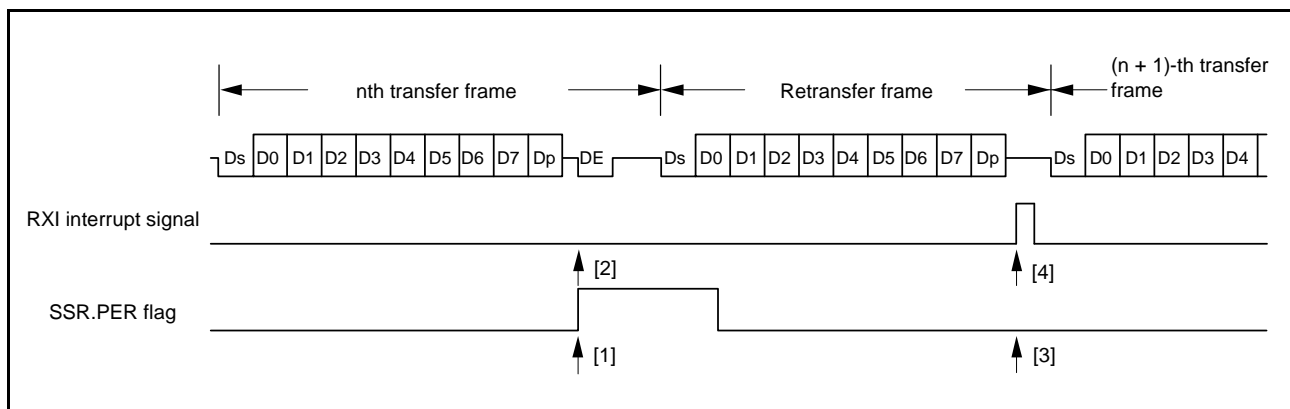 nth transfer frame
Retransfer frame
(n + 1)-th transfer
frame
Ds D0 D1 D2 D3 D4 D5 D6 D7 Dp DE Ds D0 D1 D2 D3 D4 D5 D6 D7 Dp Ds D0 D1 D2 D3 D4
RXI interrupt signal
[2]
[4]
SSR.PER flag
[1]
[3]